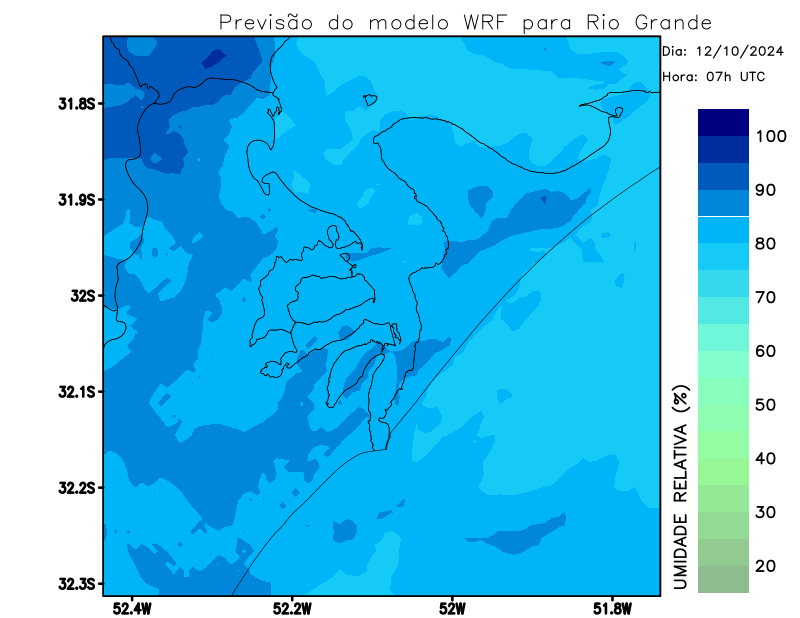 Previsão do modelo WRF para Rio Grande
Dia: 12/10/2024
Hora: 07h UTC
31.8S
31.9S
32S
32.1S
32.2S
32.3S
52.4W
52.2W
52W
51.8W
UMIDADE RELATIVA (%)
100
90
80
70
60
50
40
30
20